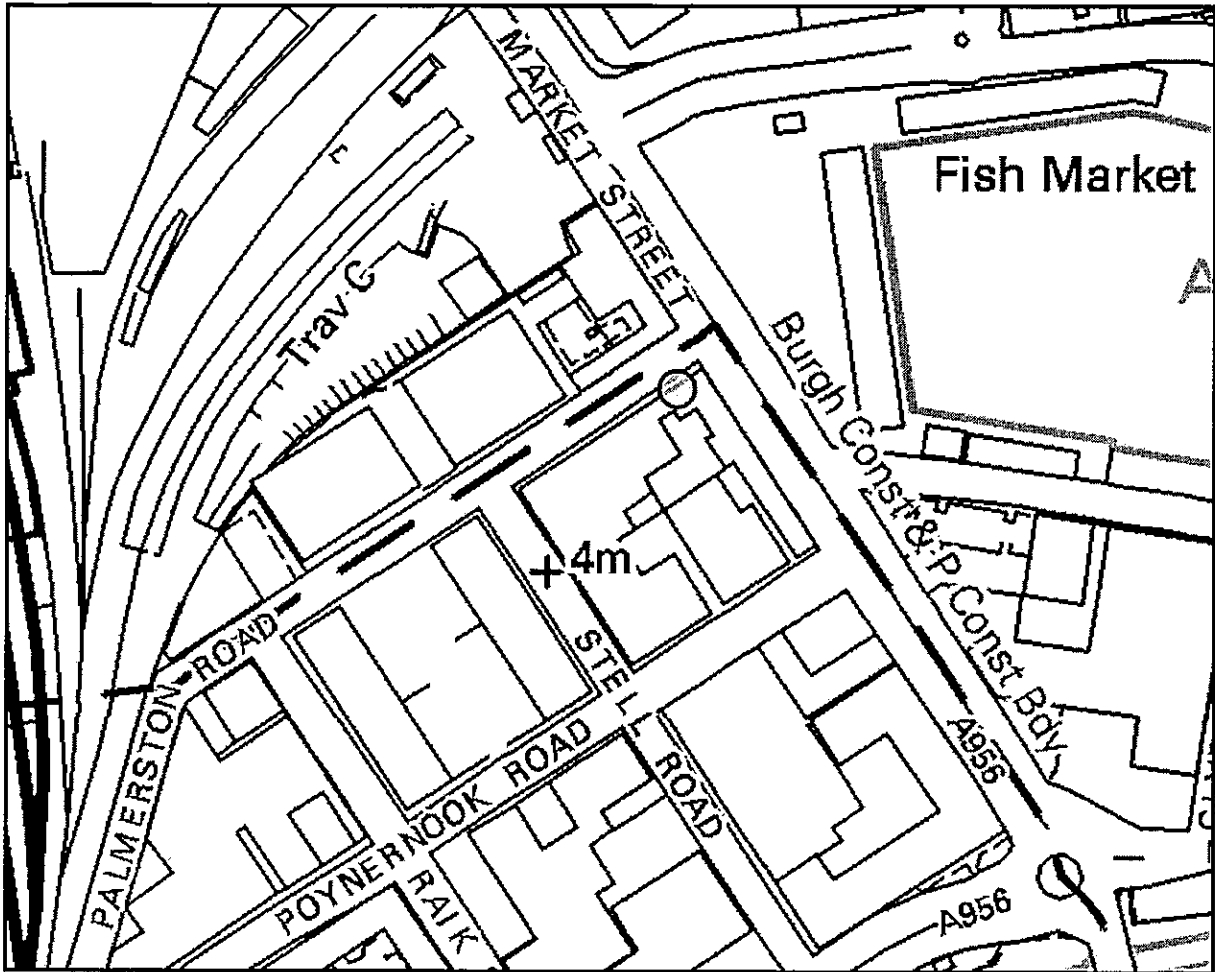 MARKET STREET
Fish Market
A
Trav C
Burgh Const & P Const Bdy
4m
STELL ROAD
PALMERSTON ROAD
POYNERNOOK ROAD
RAIK
A956
A956